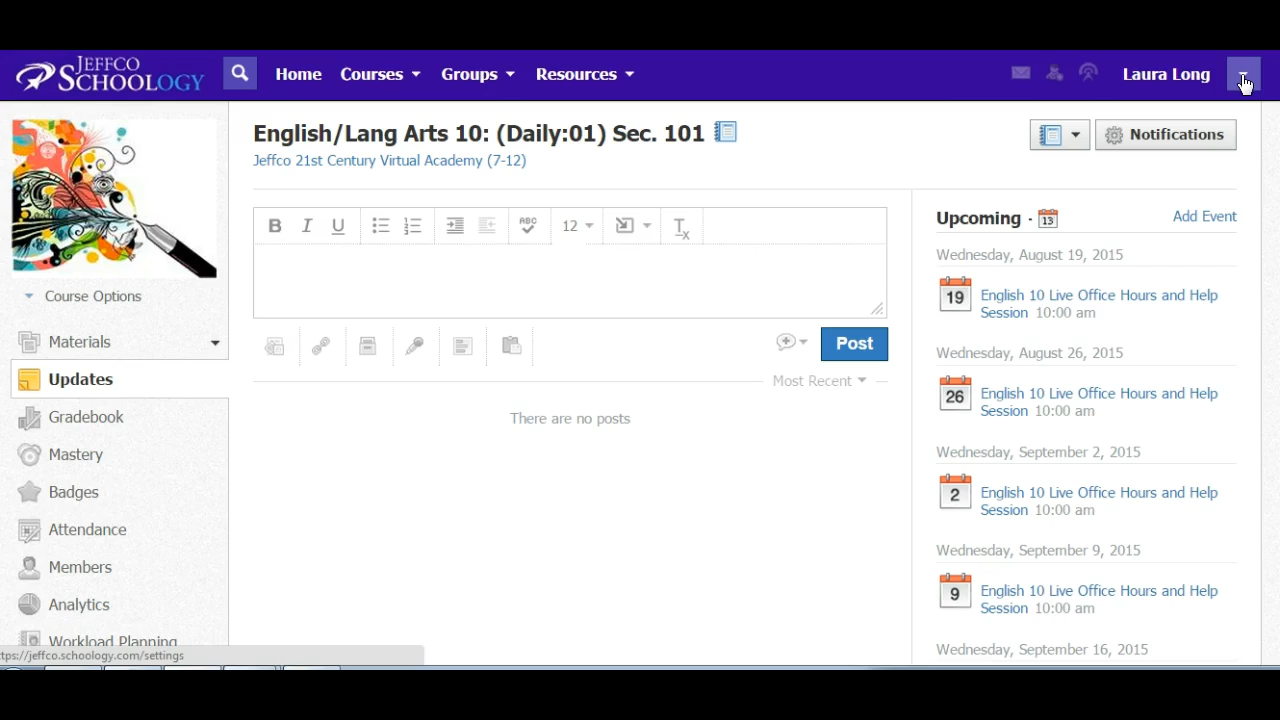 JEFFCO
SCHOOLOGY
Home Courses Groups Resources
Laura Long
English/Lang Arts 10: (Daily:01) Sec. 101
Jeffco 21st Century Virtual Academy (7-12)
Notifications
Course Options
Materials
Updates
Gradebook
Mastery
Badges
Attendance
Members
Analytics
Workload Planning
ttps://jeffco.schoology.com/settings
B I U ABC 12 Tx
Post
Most Recent
There are no posts
Upcoming · 13 Add Event
Wednesday, August 19, 2015
19 English 10 Live Office Hours and Help
Session 10:00 am
Wednesday, August 26, 2015
26 English 10 Live Office Hours and Help
Session 10:00 am
Wednesday, September 2, 2015
2 English 10 Live Office Hours and Help
Session 10:00 am
Wednesday, September 9, 2015
9 English 10 Live Office Hours and Help
Session 10:00 am
Wednesday, September 16, 2015